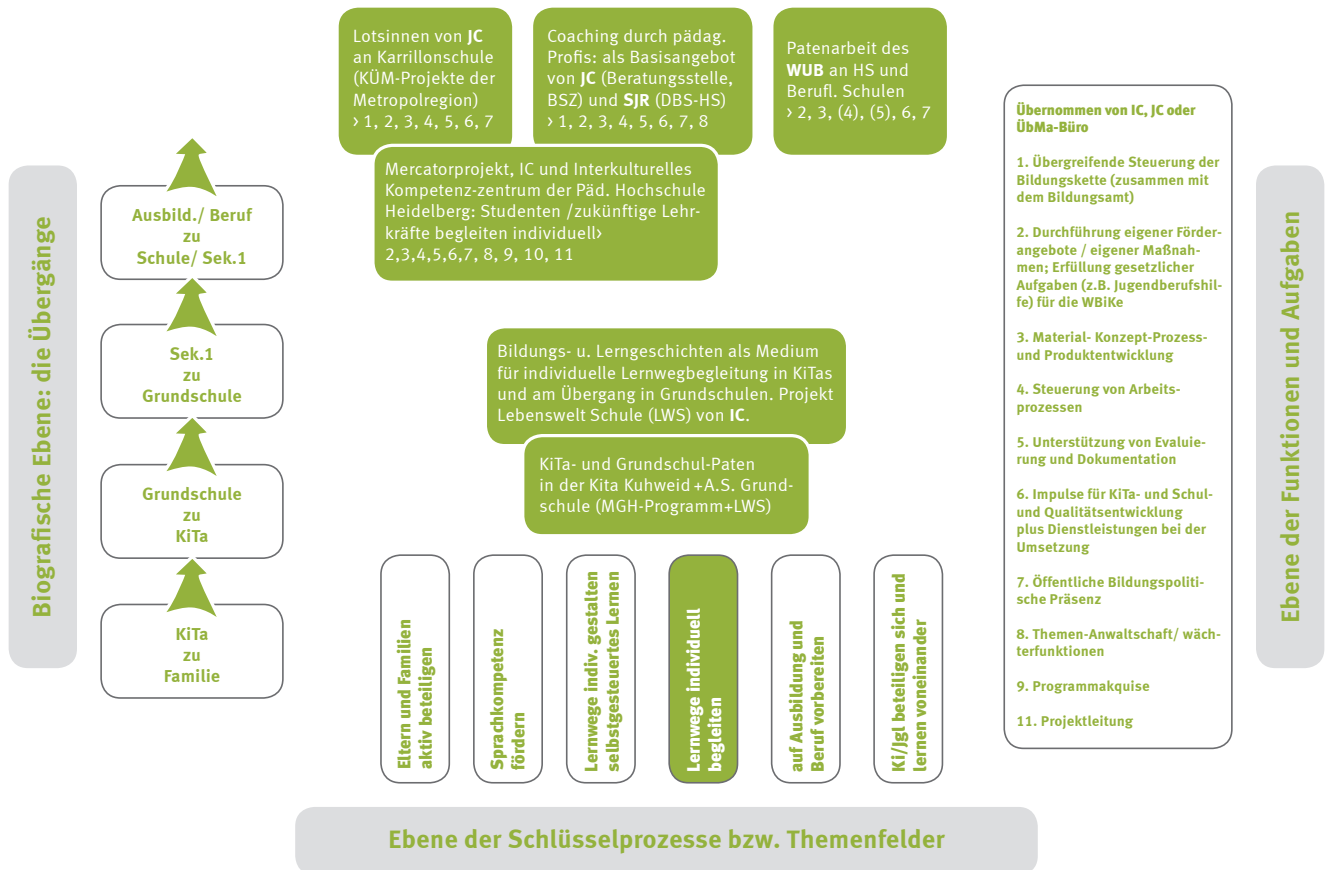 Biografische Ebene: die Übergänge
Ausbild./ Beruf
zu
Schule/ Sek.1
Sek.1
zu
Grundschule
Grundschule
zu
KiTa
KiTa
zu
Familie
Lotsinnen von JC
an Karrillonschule
(KÜM-Projekte der
Metropolregion)
› 1, 2, 3, 4, 5, 6, 7
Coaching durch pädag.
Profis: als Basisangebot
von JC (Beratungsstelle,
BSZ) und SJR (DBS-HS)
› 1, 2, 3, 4, 5, 6, 7, 8
Patenarbeit des
WUB an HS und
Berufl. Schulen
› 2, 3, (4), (5), 6, 7
Mercatorprojekt, IC und Interkulturelles
Kompetenz-zentrum der Päd. Hochschule
Heidelberg: Studenten /zukünftige Lehr-
kräfte begleiten individuell›
2,3,4,5,6,7, 8, 9, 10, 11
Bildungs- u. Lerngeschichten als Medium
für individuelle Lernwegbegleitung in KiTas
und am Übergang in Grundschulen. Projekt
Lebenswelt Schule (LWS) von IC.
KiTa- und Grundschul-Paten
in der Kita Kuhweid +A.S. Grund-
schule (MGH-Programm+LWS)
Eltern und Familien
aktiv beteiligen
Sprachkompetenz
fördern
Lernwege indiv. gestalten
selbstgesteuertes Lernen
Lernwege individuell
begleiten
auf Ausbildung und
Beruf vorbereiten
Ki/Jgl beteiligen sich und
lernen voneinander
Ebene der Schlüsselprozesse bzw. Themenfelder
Übernommen von IC, JC oder
ÜbMa-Büro
1. Übergreifende Steuerung der
Bildungskette (zusammen mit
dem Bildungsamt)
2. Durchführung eigener Förder-
angebote / eigener Maßnah-
men; Erfüllung gesetzlicher
Aufgaben (z.B. Jugendberufshil-
fe) für die WBiKe
3. Material- Konzept-Prozess-
und Produktentwicklung
4. Steuerung von Arbeits-
prozessen
5. Unterstützung von Evaluie-
rung und Dokumentation
6. Impulse für KiTa- und Schul-
und Qualitätsentwicklung
plus Dienstleistungen bei der
Umsetzung
7. Öffentliche Bildungspoliti-
sche Präsenz
8. Themen-Anwaltschaft/ wäch-
terfunktionen
9. Programmakquise
11. Projektleitung
Ebene der Funktionen und Aufgaben